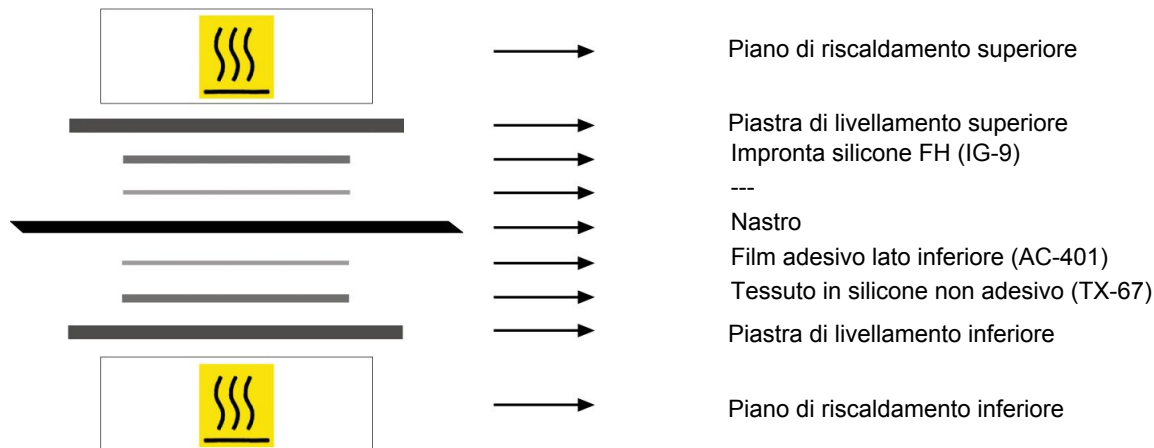 Piano di riscaldamento superiore
Piastra di livellamento superiore
Impronta silicone FH (IG-9)
---
Nastro
Film adesivo lato inferiore (AC-401)
Tessuto in silicone non adesivo (TX-67)
Piastra di livellamento inferiore
Piano di riscaldamento inferiore